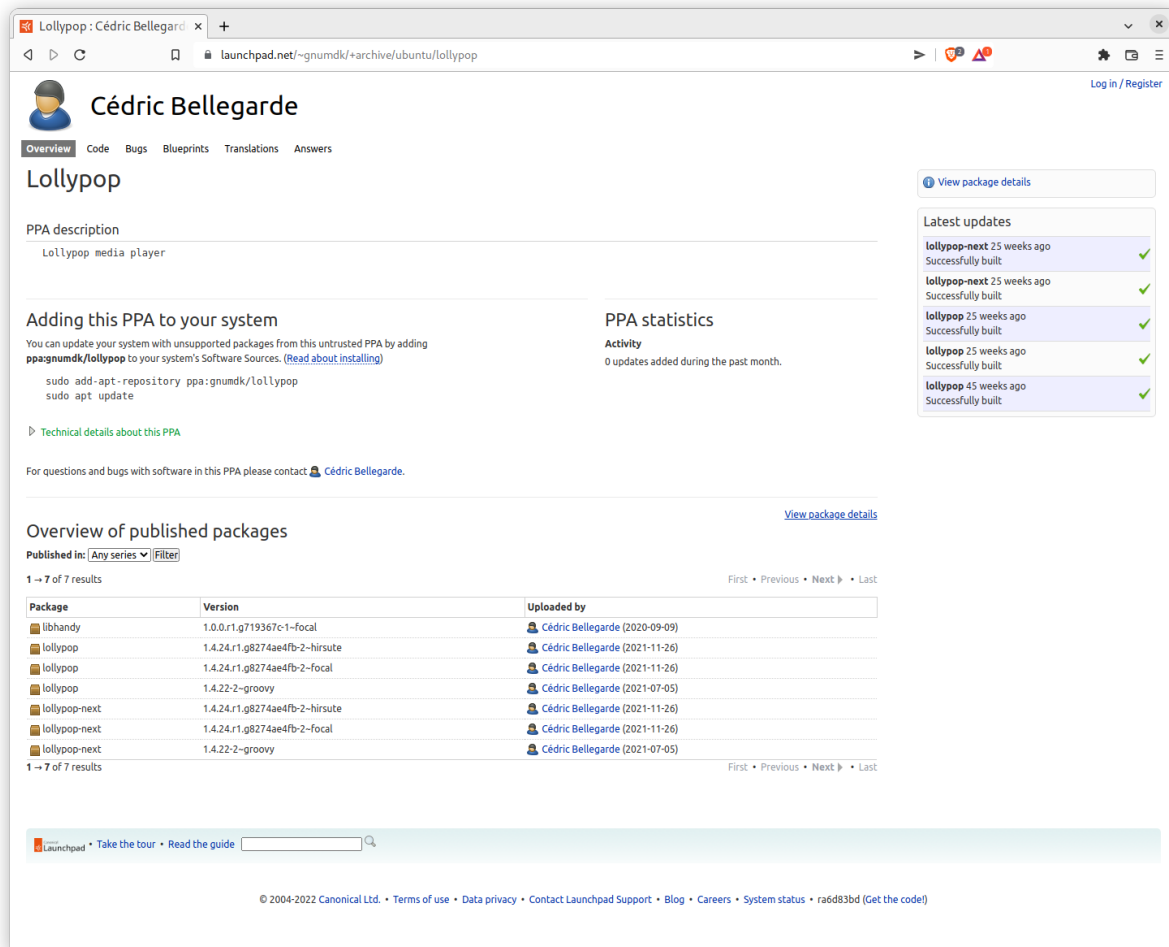 Lollypop : Cédric Bellegard
launchpad.net/~gnumdk/+archive/ubuntu/lollypop
2
1
Log in / Register
Cédric Bellegarde
Overview Code Bugs Blueprints Translations Answers
Lollypop
PPA description
Lollypop media player
Adding this PPA to your system
You can update your system with unsupported packages from this untrusted PPA by adding
ppa:gnumdk/lollypop to your system's Software Sources. (Read about installing)
sudo add-apt-repository ppa:gnumdk/lollypop
sudo apt update
Technical details about this PPA
For questions and bugs with software in this PPA please contact Cédric Bellegarde.
PPA statistics
Activity
0 updates added during the past month.
View package details
Latest updates
lollypop-next 25 weeks ago
Successfully built
lollypop-next 25 weeks ago
Successfully built
lollypop 25 weeks ago
Successfully built
lollypop 25 weeks ago
Successfully built
lollypop 45 weeks ago
Successfully built
View package details
Overview of published packages
Published in: Any series Filter
1 → 7 of 7 results First • Previous • Next • Last
Package Version Uploaded by
libhandy 1.0.0.r1.g719367c-1~focal Cédric Bellegarde (2020-09-09)
lollypop 1.4.24.r1.g8274ae4fb-2~hirsute Cédric Bellegarde (2021-11-26)
lollypop 1.4.24.r1.g8274ae4fb-2~focal Cédric Bellegarde (2021-11-26)
lollypop 1.4.22-2~groovy Cédric Bellegarde (2021-07-05)
lollypop-next 1.4.24.r1.g8274ae4fb-2~hirsute Cédric Bellegarde (2021-11-26)
lollypop-next 1.4.24.r1.g8274ae4fb-2~focal Cédric Bellegarde (2021-11-26)
lollypop-next 1.4.22-2~groovy Cédric Bellegarde (2021-07-05)
1 → 7 of 7 results First • Previous • Next • Last
Canonical
Launchpad • Take the tour • Read the guide
© 2004-2022 Canonical Ltd. • Terms of use • Data privacy • Contact Launchpad Support • Blog • Careers • System status • ra6d83bd (Get the code!)